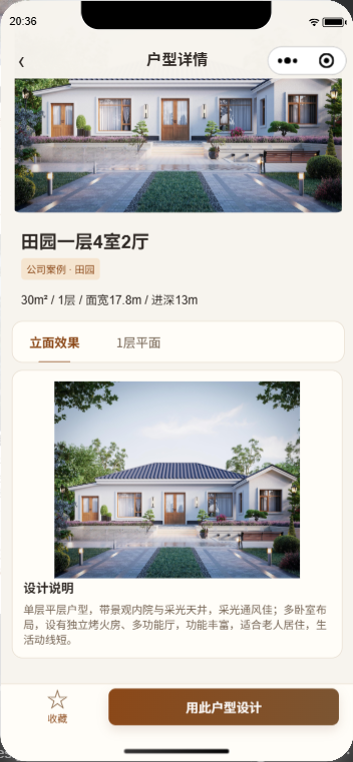 20:36
户型详情
田园一层4室2厅
公司案例 · 田园
30m² / 1层 / 面宽17.8m / 进深13m
立面效果 1层平面
设计说明
单层平层户型，带景观内院与采光天井，采光通风佳；多卧室布
局，设有独立烤火房、多功能厅，功能丰富，适合老人居住，生
活动线短。
收藏
用此户型设计